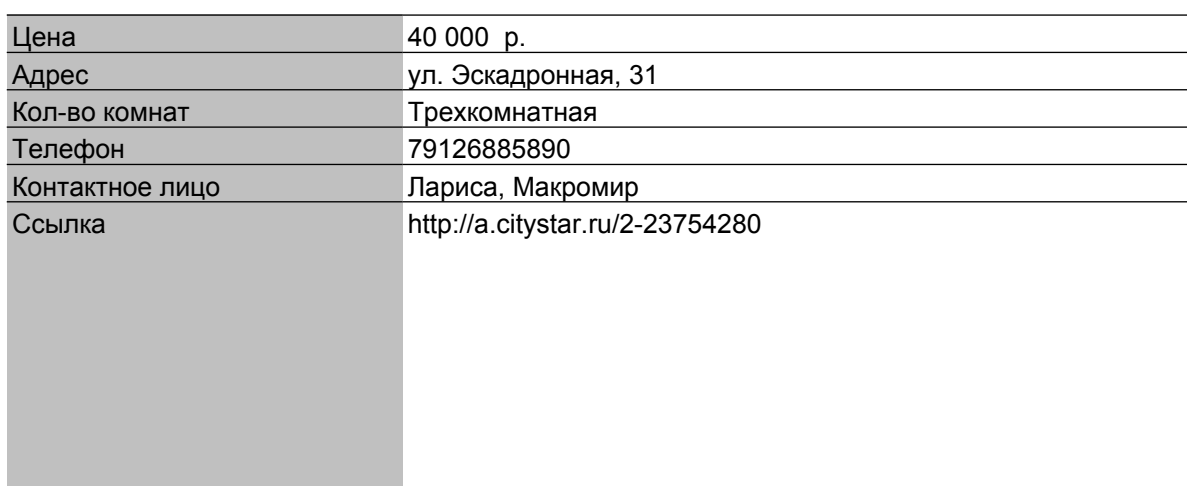 Цена 40 000 р.
Адрес ул. Эскадронная, 31
Кол-во комнат Трехкомнатная
Телефон 79126885890
Контактное лицо Лариса, Макромир
Ссылка http://a.citystar.ru/2-23754280